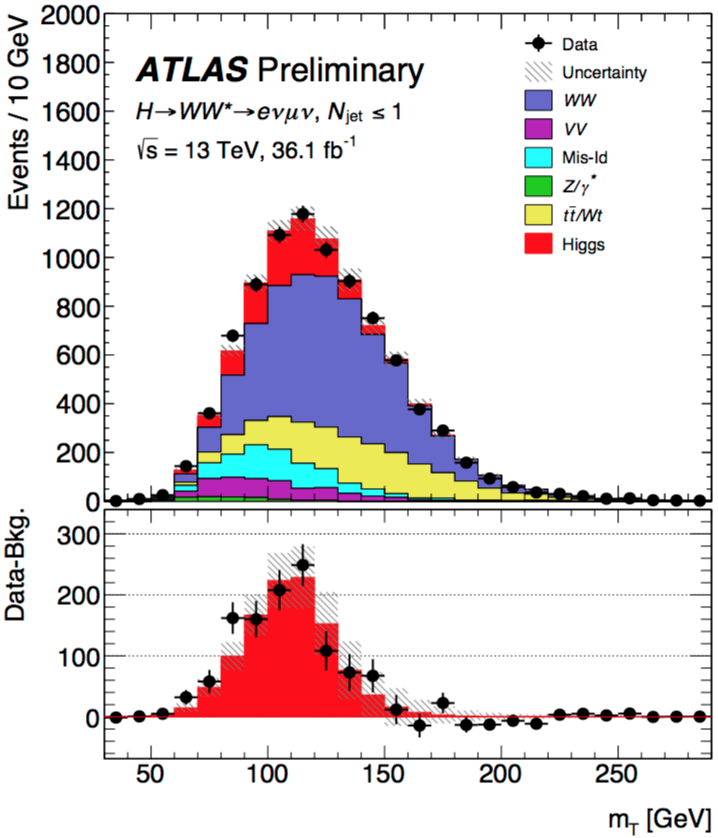 2000
1800
1600
1400
1200
1000
800
600
400
200
0
Events / 10 GeV
ATLAS Preliminary
H→WW*→eνμν, N_jet ≤ 1
√s = 13 TeV, 36.1 fb⁻¹
Data
Uncertainty
WW
VV
Mis-Id
Z/γ*
tt̄/Wt
Higgs
Data-Bkg.
300
200
100
0
50 100 150 200 250
m_T [GeV]